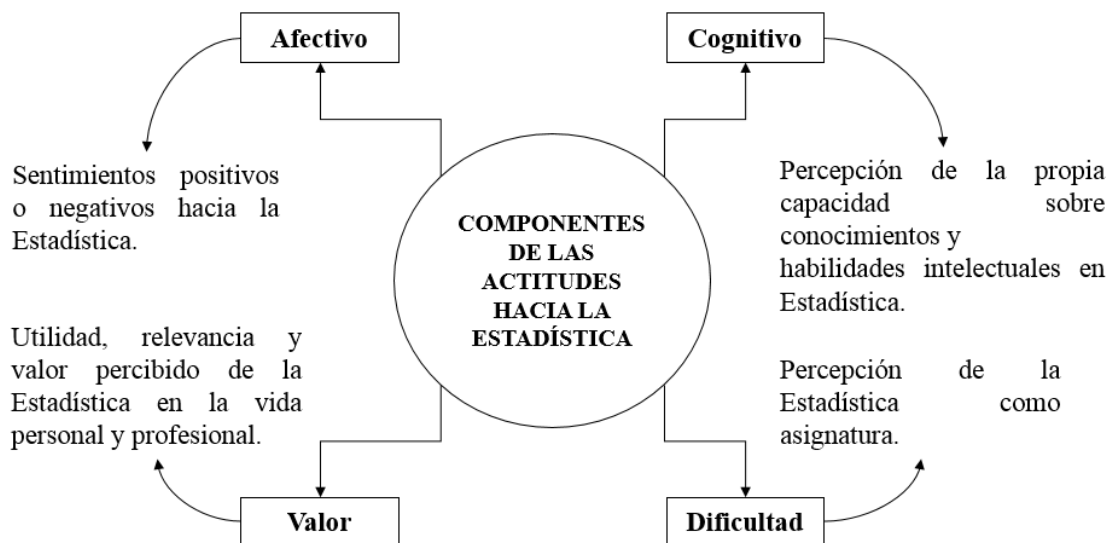 Afectivo
Cognitivo
Sentimientos positivos
o negativos hacia la
Estadística.
Percepción de la propia
capacidad sobre
conocimientos y
habilidades intelectuales en
Estadística.
COMPONENTES
DE LAS
ACTITUDES
HACIA LA
ESTADÍSTICA
Utilidad, relevancia y
valor percibido de la
Estadística en la vida
personal y profesional.
Percepción de la
Estadística como
asignatura.
Valor
Dificultad